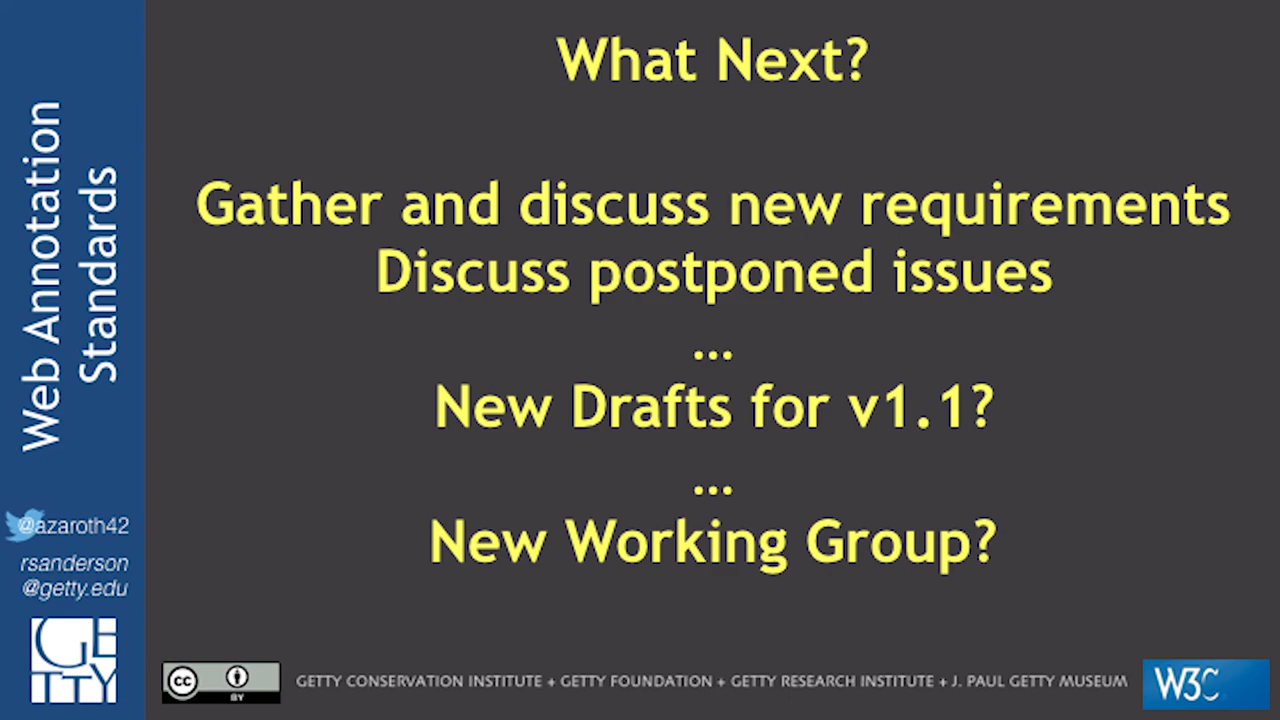 What Next?
Gather and discuss new requirements
Discuss postponed issues
...
New Drafts for v1.1?
...
New Working Group?
Web Annotation
Standards
@azaroth42
rsanderson
@getty.edu
GETTY
cc
BY
GETTY CONSERVATION INSTITUTE + GETTY FOUNDATION + GETTY RESEARCH INSTITUTE + J. PAUL GETTY MUSEUM
W3C